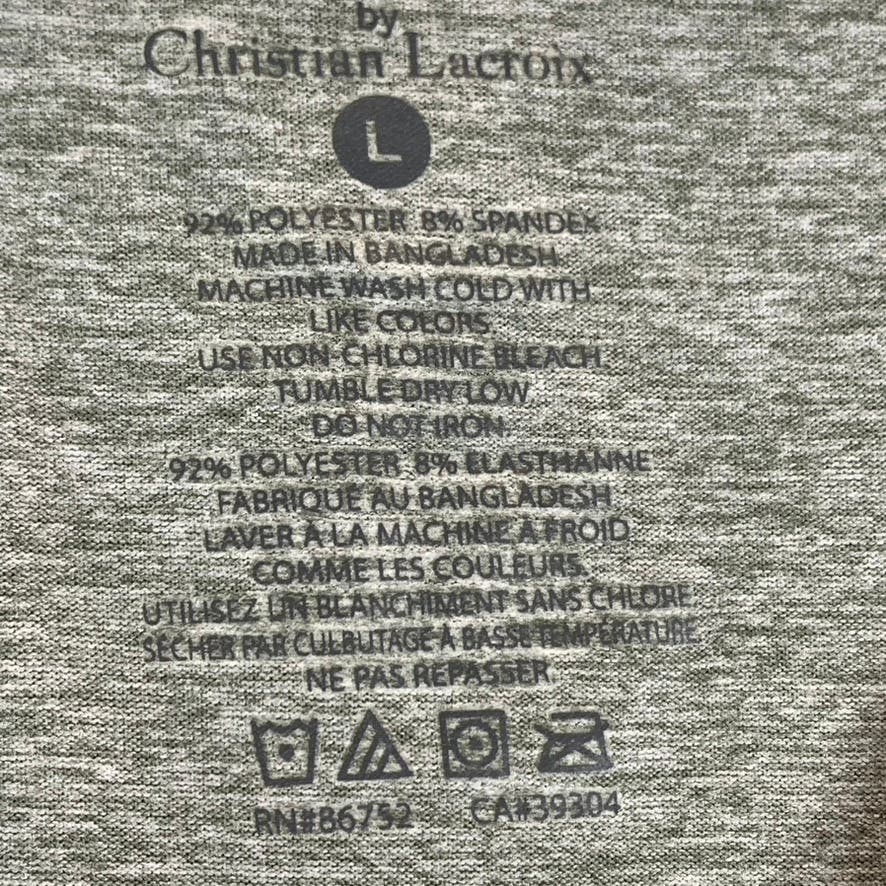 by
Christian Lacroix
L
92% POLYESTER 8% SPANDEX
MADE IN BANGLADESH.
MACHINE WASH COLD WITH
LIKE COLORS.
USE NON-CHLORINE BLEACH.
TUMBLE DRY LOW.
DO NOT IRON.
92% POLYESTER 8% ELASTHANNE
FABRIQUÉ AU BANGLADESH
LAVER À LA MACHINE À FROID
COMME LES COULEURS.
UTILISEZ UN BLANCHIMENT SANS CHLORE
SÉCHER PAR CULBUTAGE À BASSE TEMPÉRATURE
NE PAS REPASSER.
RN#86752 CA#39304